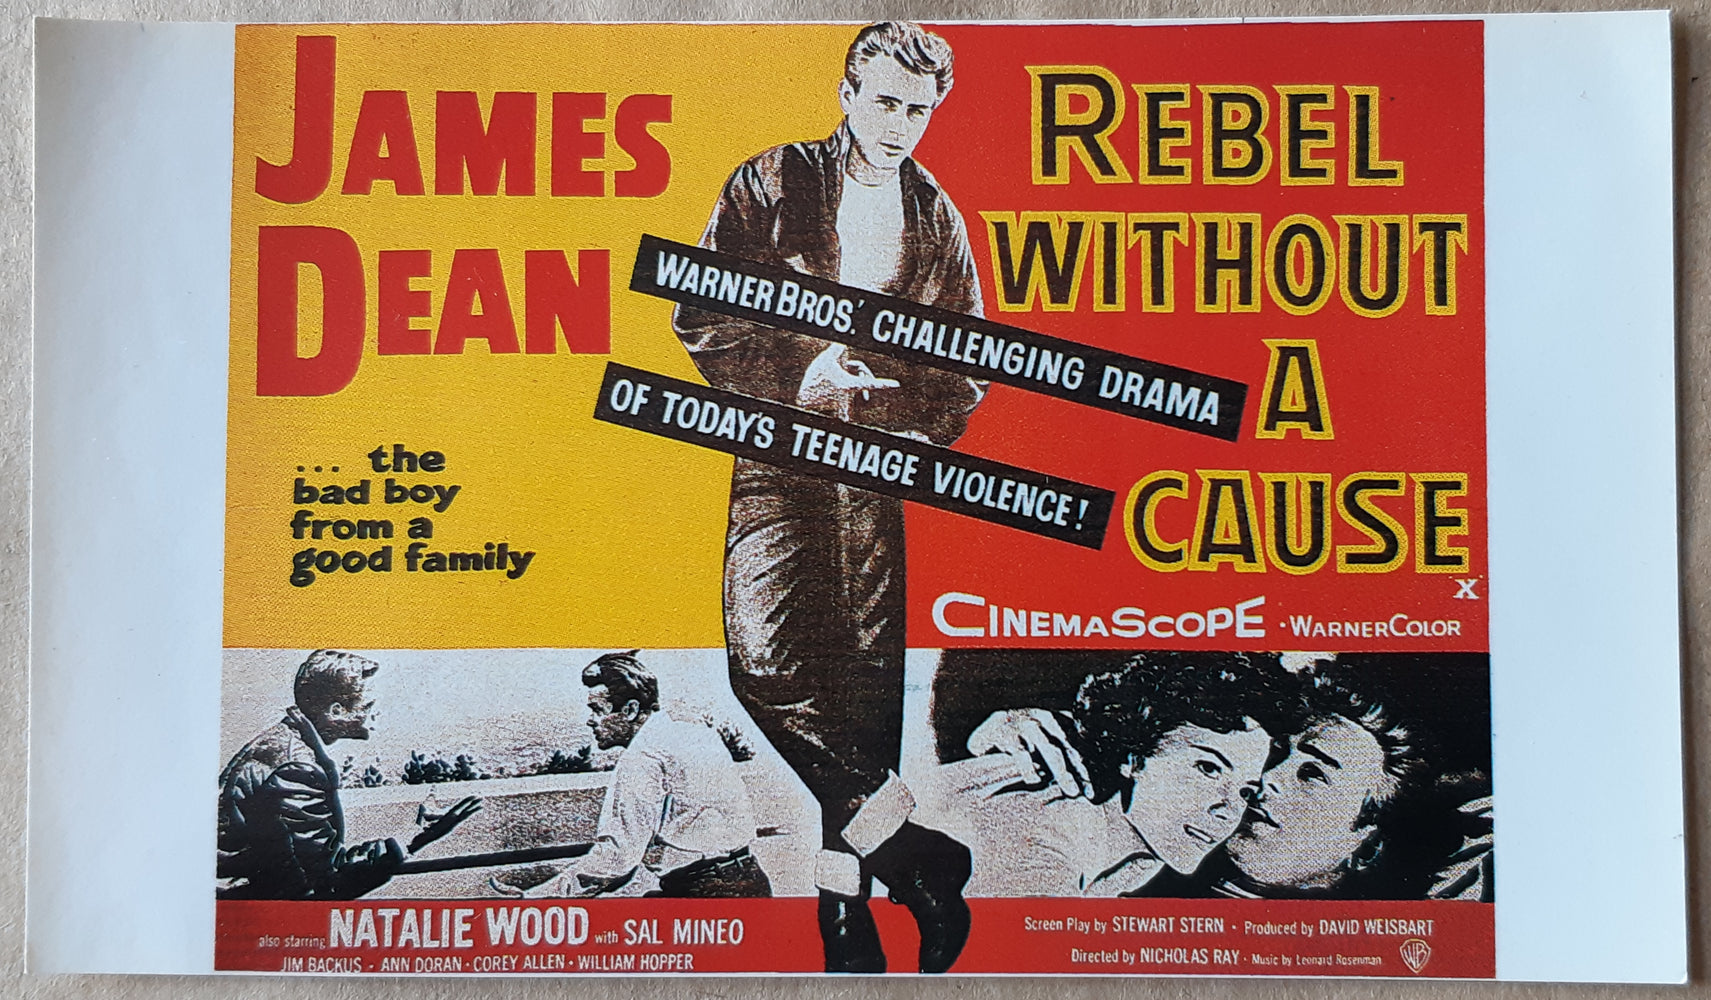 JAMES
DEAN
... the
bad boy
from a
good family
WARNER BROS.' CHALLENGING DRAMA
OF TODAY'S TEENAGE VIOLENCE!
REBEL
WITHOUT
A
CAUSE
X
CINEMASCOPE · WARNERCOLOR
also starring NATALIE WOOD with SAL MINEO
JIM BACKUS · ANN DORAN · COREY ALLEN · WILLIAM HOPPER
Screen Play by STEWART STERN · Produced by DAVID WEISBART
Directed by NICHOLAS RAY · Music by Leonard Rosenman
WB